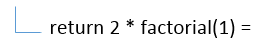 return 2 * factorial(1) =